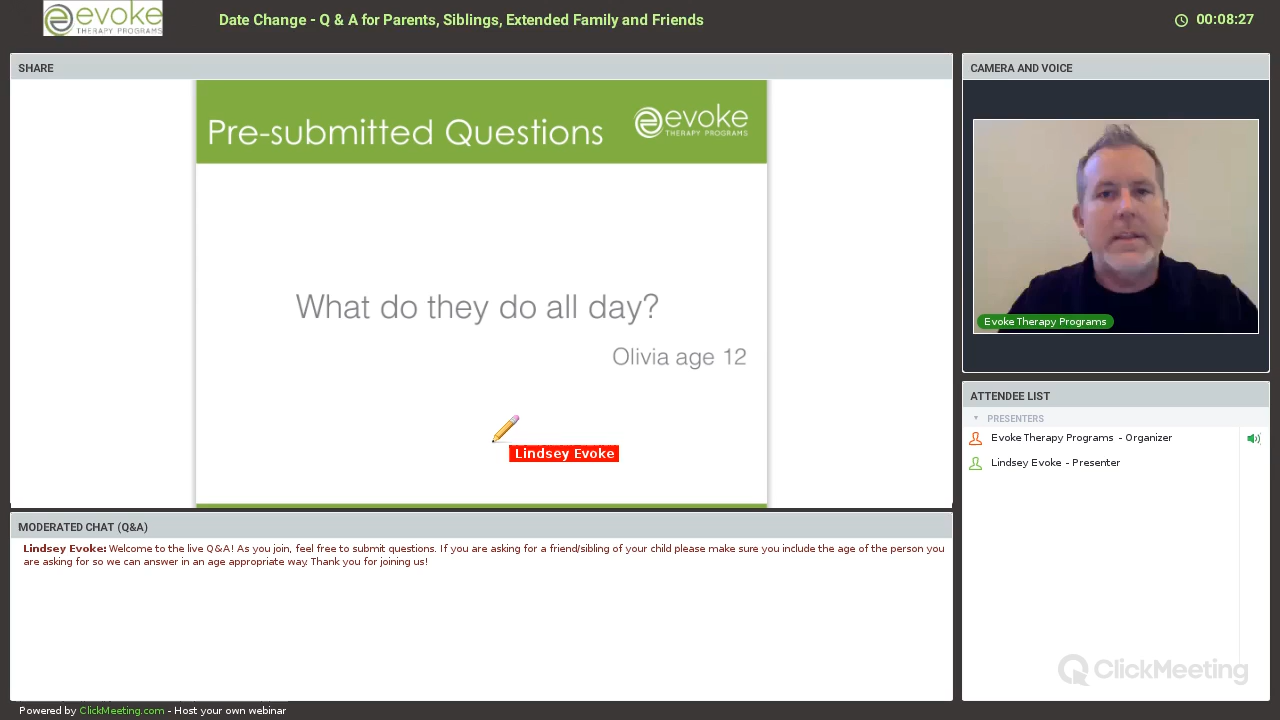 evoke
THERAPY PROGRAMS
Date Change - Q & A for Parents, Siblings, Extended Family and Friends
00:08:27
SHARE
Pre-submitted Questions
evoke
THERAPY PROGRAMS
What do they do all day?
Olivia age 12
Lindsey Evoke
CAMERA AND VOICE
Evoke Therapy Programs
ATTENDEE LIST
PRESENTERS
Evoke Therapy Programs - Organizer
Lindsey Evoke - Presenter
MODERATED CHAT (Q&A)
Lindsey Evoke: Welcome to the live Q&A! As you join, feel free to submit questions. If you are asking for a friend/sibling of your child please make sure you include the age of the person you
are asking for so we can answer in an age appropriate way. Thank you for joining us!
ClickMeeting
Powered by ClickMeeting.com - Host your own webinar